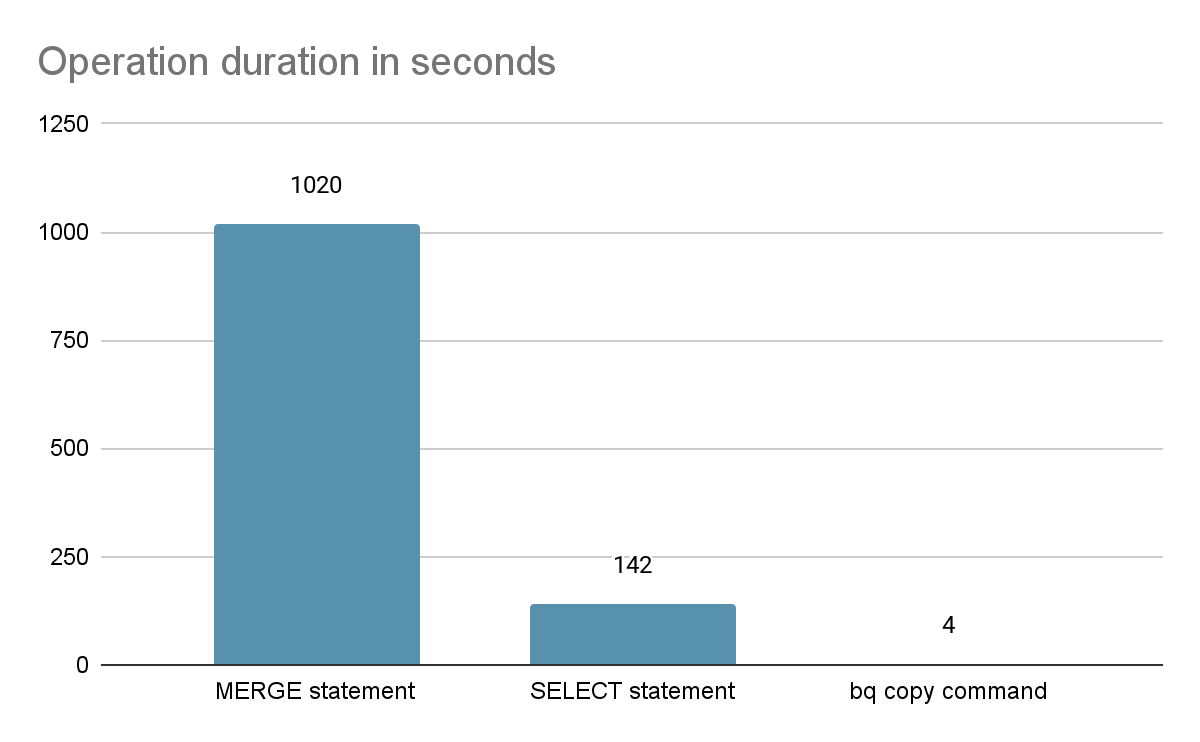 Operation duration in seconds
1250
1020
1000
750
500
250
142
4
0
MERGE statement
SELECT statement
bq copy command